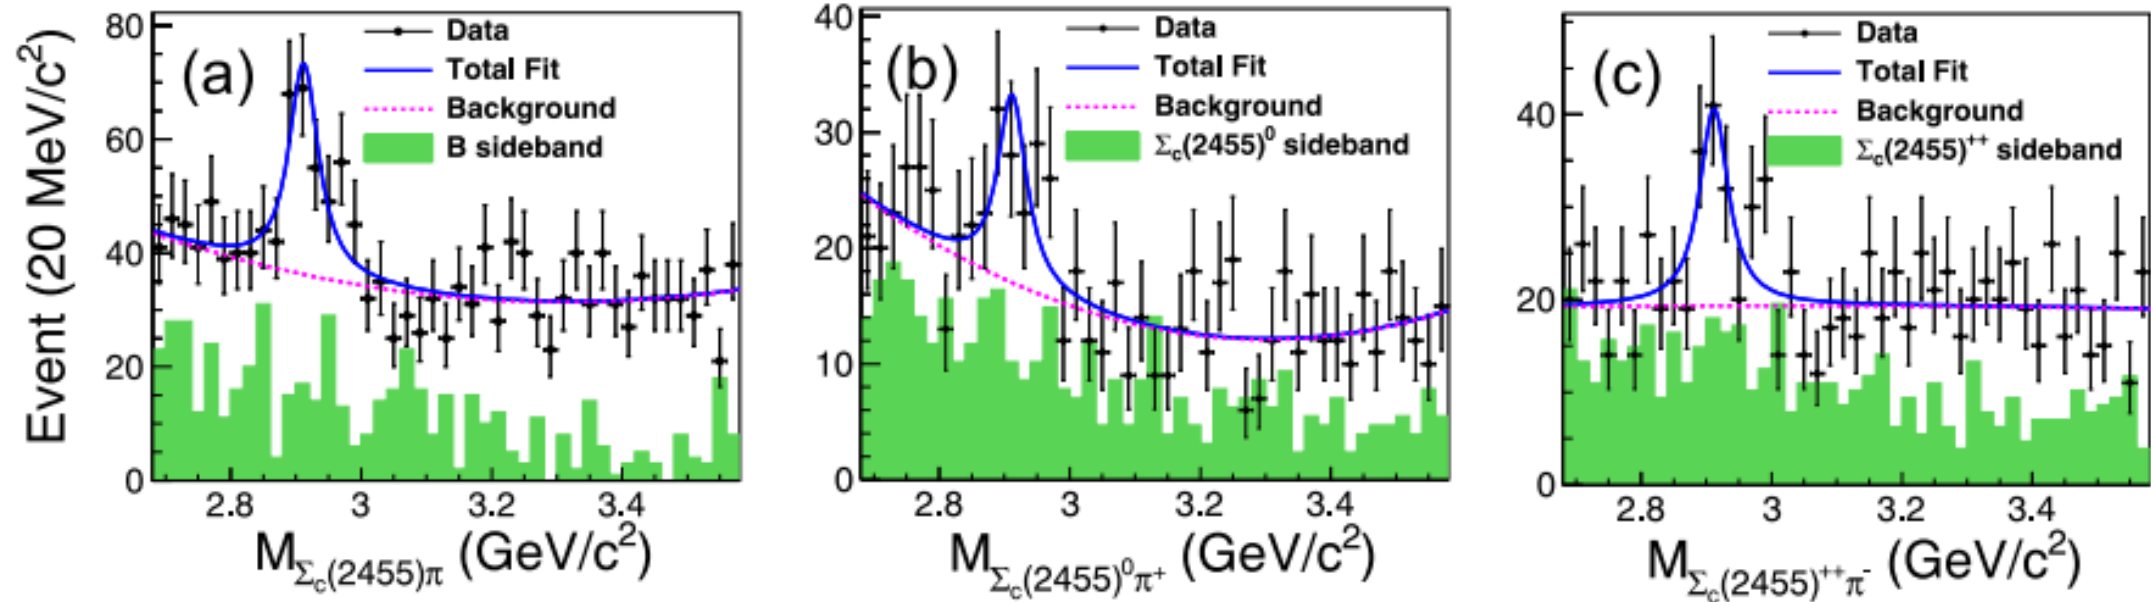 Event (20 MeV/c²)
80
60
40
20
0
(a)
Data
Total Fit
Background
B sideband
2.8 3 3.2 3.4
M_Σc(2455)π (GeV/c²)
40
30
20
10
0
(b)
Data
Total Fit
Background
Σc(2455)⁰ sideband
2.8 3 3.2 3.4
M_Σc(2455)⁰π⁺ (GeV/c²)
40
20
0
(c)
Data
Total Fit
Background
Σc(2455)⁺⁺ sideband
2.8 3 3.2 3.4
M_Σc(2455)⁺⁺π⁻ (GeV/c²)